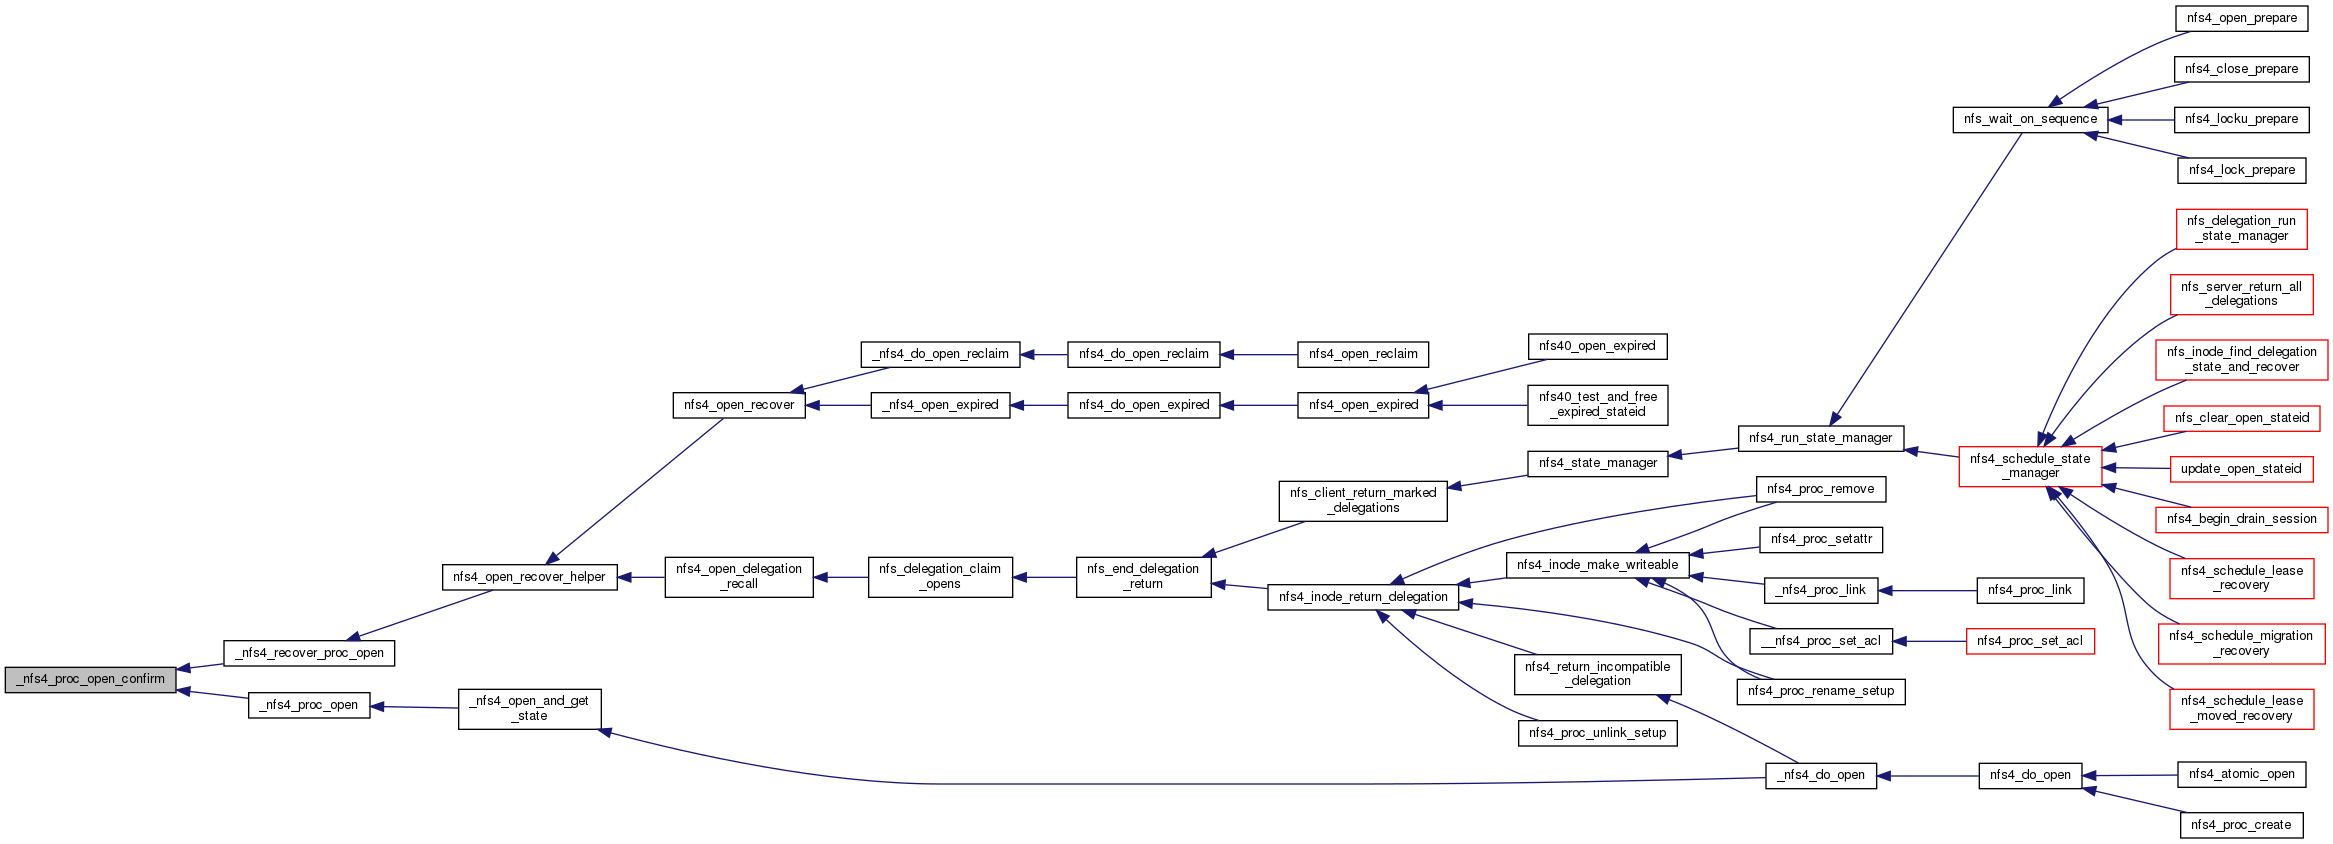 nfs4_open_prepare
nfs4_close_prepare
nfs_wait_on_sequence
nfs4_locku_prepare
nfs4_lock_prepare
nfs_delegation_run
_state_manager
nfs_server_return_all
_delegations
_nfs4_do_open_reclaim
nfs4_do_open_reclaim
nfs4_open_reclaim
nfs40_open_expired
nfs_inode_find_delegation
_state_and_recover
nfs4_open_recover
_nfs4_open_expired
nfs4_do_open_expired
nfs4_open_expired
nfs40_test_and_free
_expired_stateid
nfs_clear_open_stateid
nfs4_run_state_manager
nfs4_state_manager
nfs4_schedule_state
_manager
update_open_stateid
nfs_client_return_marked
_delegations
nfs4_proc_remove
nfs4_begin_drain_session
nfs4_proc_setattr
nfs4_open_recover_helper
nfs4_open_delegation
_recall
nfs_delegation_claim
_opens
nfs_end_delegation
_return
nfs4_inode_make_writeable
nfs4_schedule_lease
_recovery
nfs4_inode_return_delegation
_nfs4_proc_link
nfs4_proc_link
_nfs4_recover_proc_open
__nfs4_proc_set_acl
nfs4_proc_set_acl
nfs4_schedule_migration
_recovery
_nfs4_proc_open_confirm
nfs4_return_incompatible
_delegation
nfs4_proc_rename_setup
_nfs4_proc_open
_nfs4_open_and_get
_state
nfs4_schedule_lease
_moved_recovery
nfs4_proc_unlink_setup
_nfs4_do_open
nfs4_do_open
nfs4_atomic_open
nfs4_proc_create